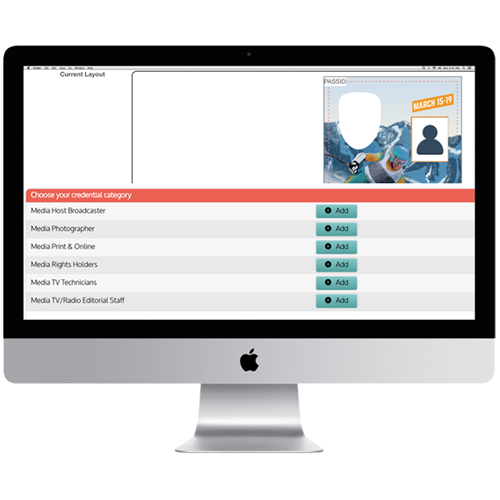 Current Layout
PASSID
MARCH 15-19
Choose your credential category
Media Host Broadcaster
Add
Media Photographer
Add
Media Print & Online
Add
Media Rights Holders
Add
Media TV Technicians
Add
Media TV/Radio Editorial Staff
Add